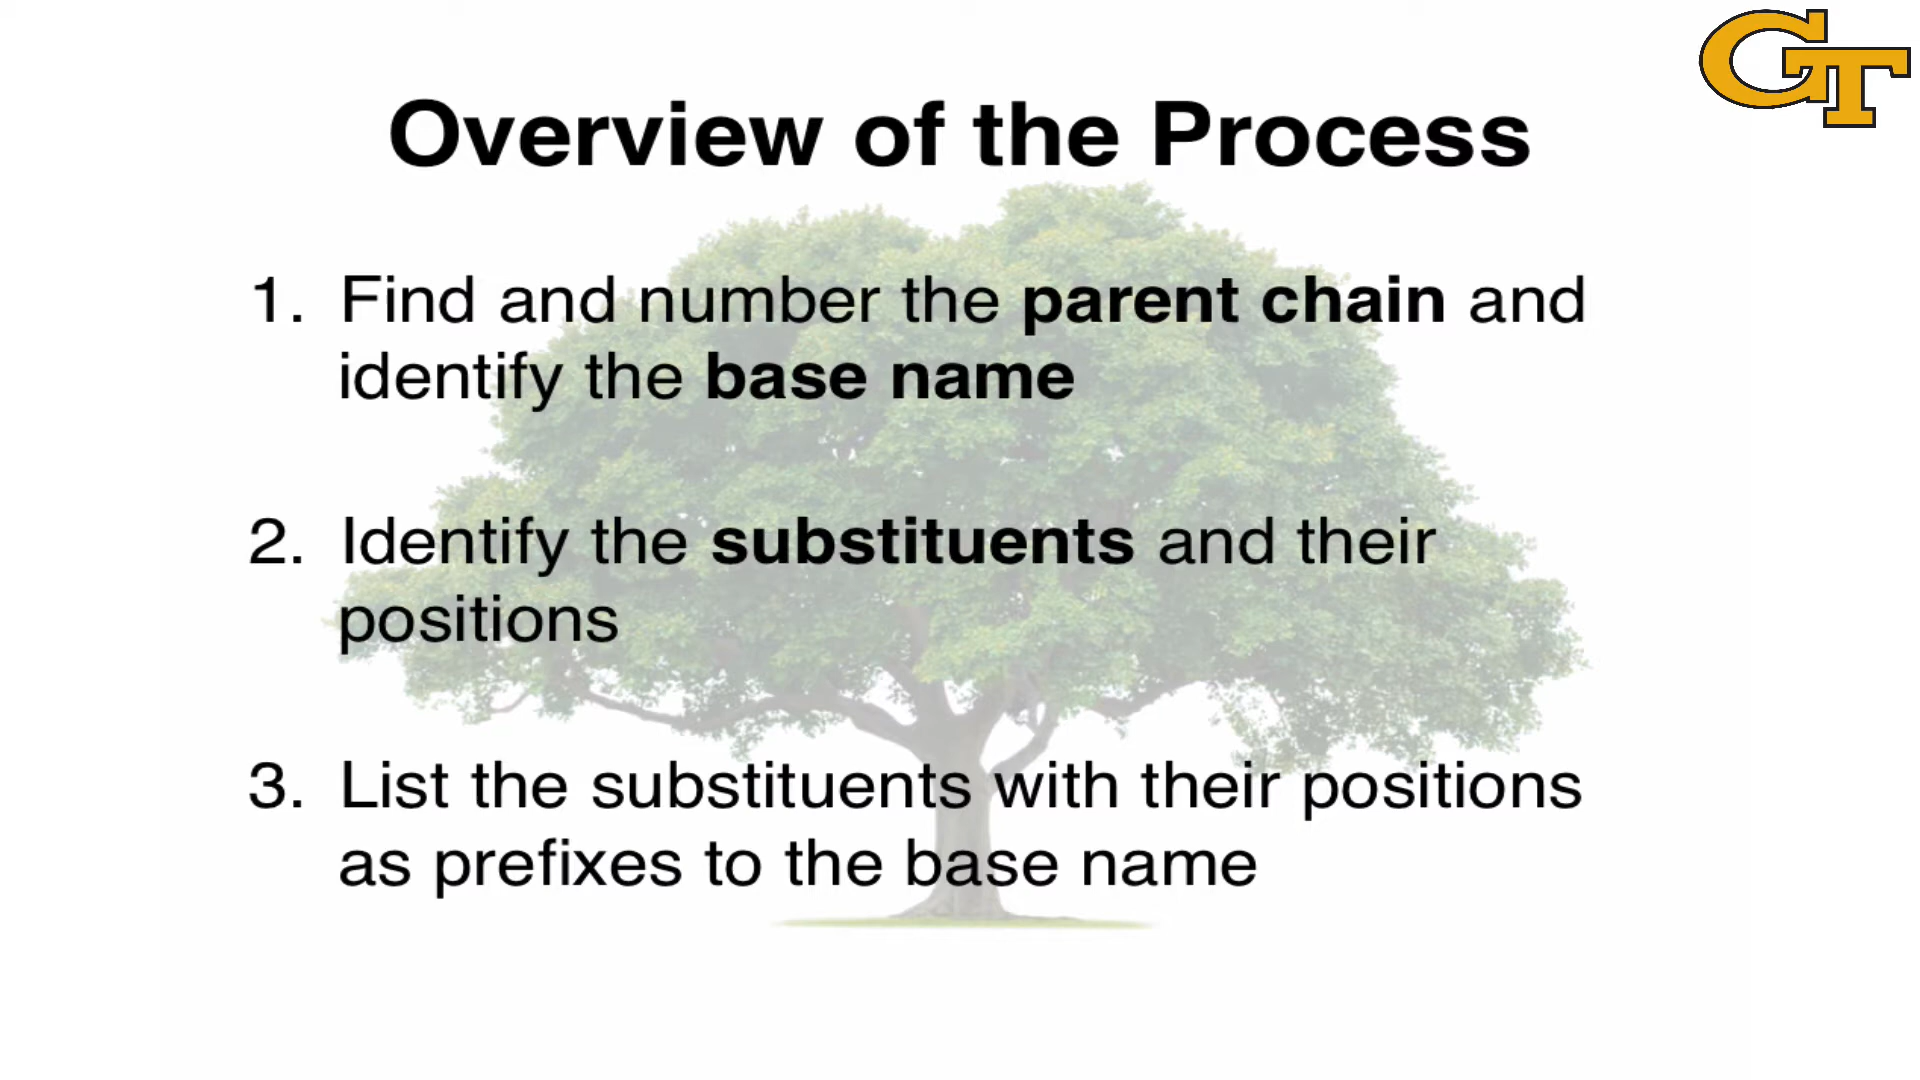 GT
Overview of the Process
1. Find and number the parent chain and
identify the base name
2. Identify the substituents and their
positions
3. List the substituents with their positions
as prefixes to the base name